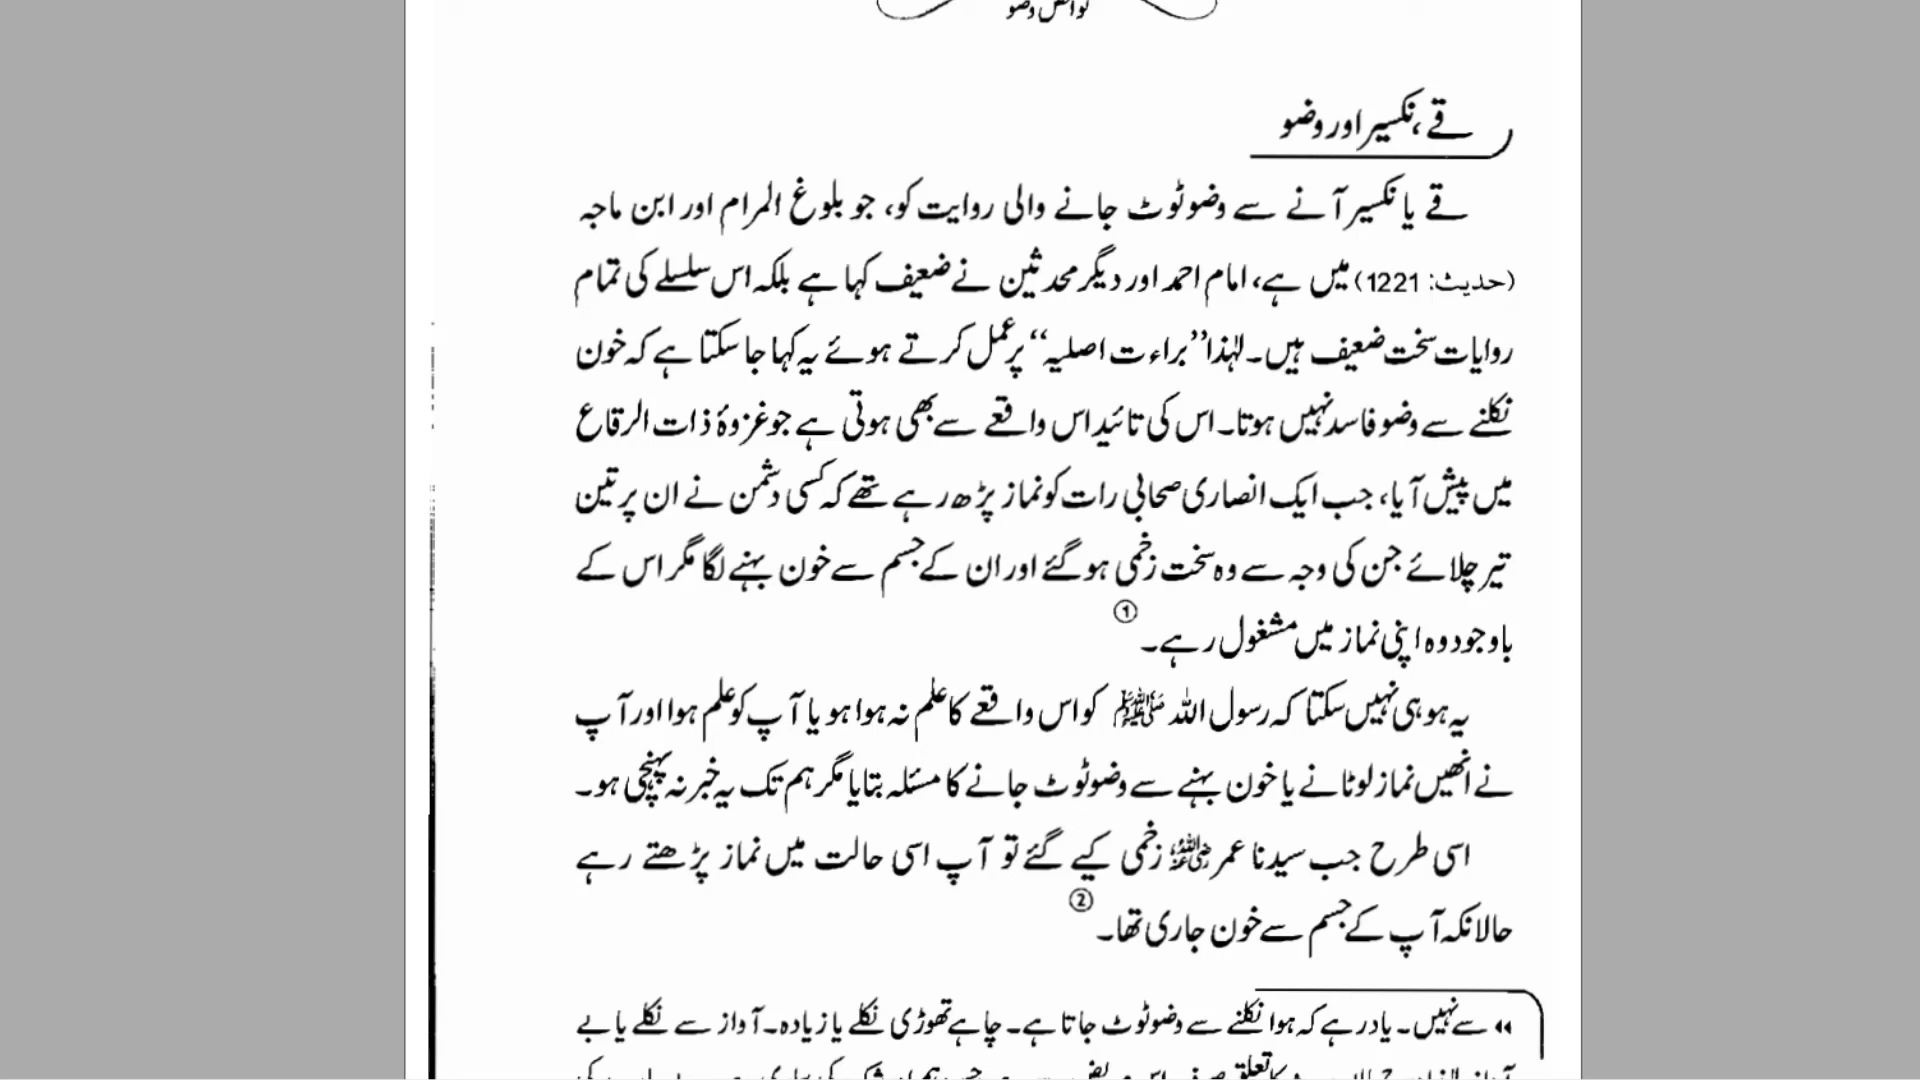 نواقض وضو
قے، نکسیر اور وضو
قے یا نکسیر آنے سے وضو ٹوٹ جانے والی روایت کو، جو بلوغ المرام اور ابن ماجہ
(حدیث: 1221) میں ہے، امام احمد اور دیگر محدثین نے ضعیف کہا ہے بلکہ اس سلسلے کی تمام
روایات سخت ضعیف ہیں۔ لہٰذا ”براءت اصلیہ“ پر عمل کرتے ہوئے یہ کہا جا سکتا ہے کہ خون
نکلنے سے وضو فاسد نہیں ہوتا۔ اس کی تائید اس واقعے سے بھی ہوتی ہے جو غزوۂ ذات الرقاع
میں پیش آیا، جب ایک انصاری صحابی رات کو نماز پڑھ رہے تھے کہ کسی دشمن نے ان پر تین
تیر چلائے جن کی وجہ سے وہ سخت زخمی ہو گئے اور ان کے جسم سے خون بہنے لگا مگر اس کے
باوجود وہ اپنی نماز میں مشغول رہے۔ ①
یہ ہو ہی نہیں سکتا کہ رسول اللہ ﷺ کو اس واقعے کا علم نہ ہوا ہو یا آپ کو علم ہوا اور آپ
نے انھیں نماز لوٹانے یا خون بہنے سے وضو ٹوٹ جانے کا مسئلہ بتایا مگر ہم تک یہ خبر نہ پہنچی ہو۔
اسی طرح جب سیدنا عمر رضی اللہ عنہ زخمی کیے گئے تو آپ اسی حالت میں نماز پڑھتے رہے
حالانکہ آپ کے جسم سے خون جاری تھا۔ ②
◂◂ سے نہیں۔ یاد رہے کہ ہوا نکلنے سے وضو ٹوٹ جاتا ہے۔ چاہے تھوڑی نکلے یا زیادہ۔ آواز سے نکلے یا بے